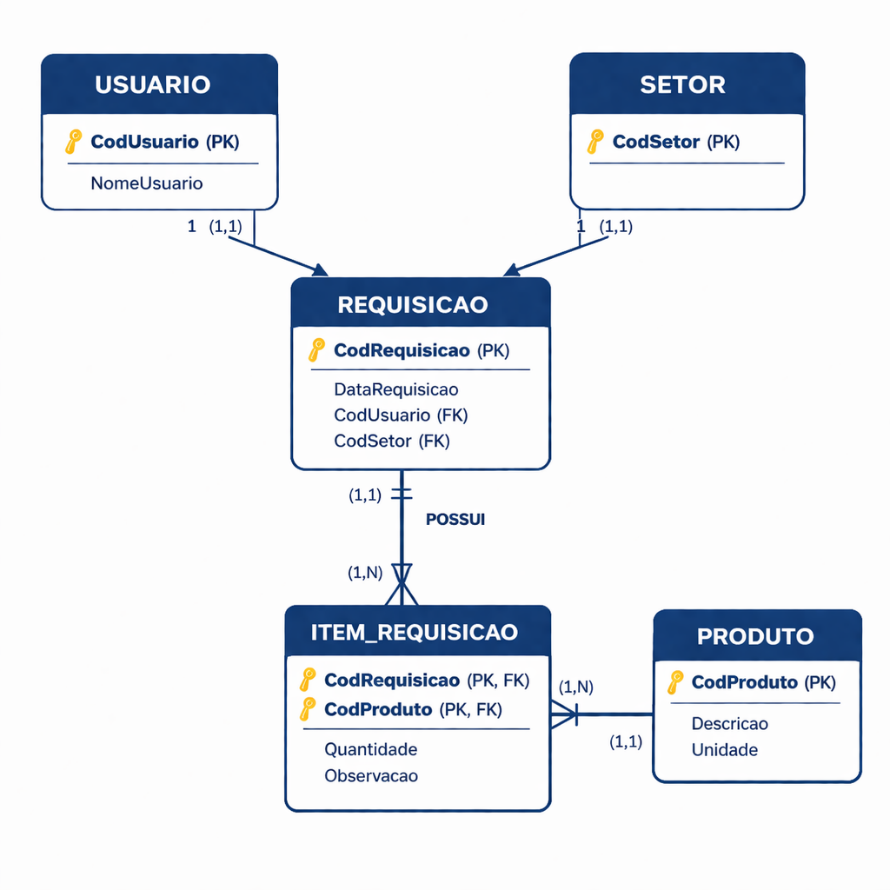 USUARIO
CodUsuario (PK)
NomeUsuario
1 (1,1)
SETOR
CodSetor (PK)
1 (1,1)
REQUISICAO
CodRequisicao (PK)
DataRequisicao
CodUsuario (FK)
CodSetor (FK)
(1,1)
POSSUI
(1,N)
ITEM_REQUISICAO
CodRequisicao (PK, FK)
CodProduto (PK, FK)
Quantidade
Observacao
(1,N)
(1,1)
PRODUTO
CodProduto (PK)
Descricao
Unidade